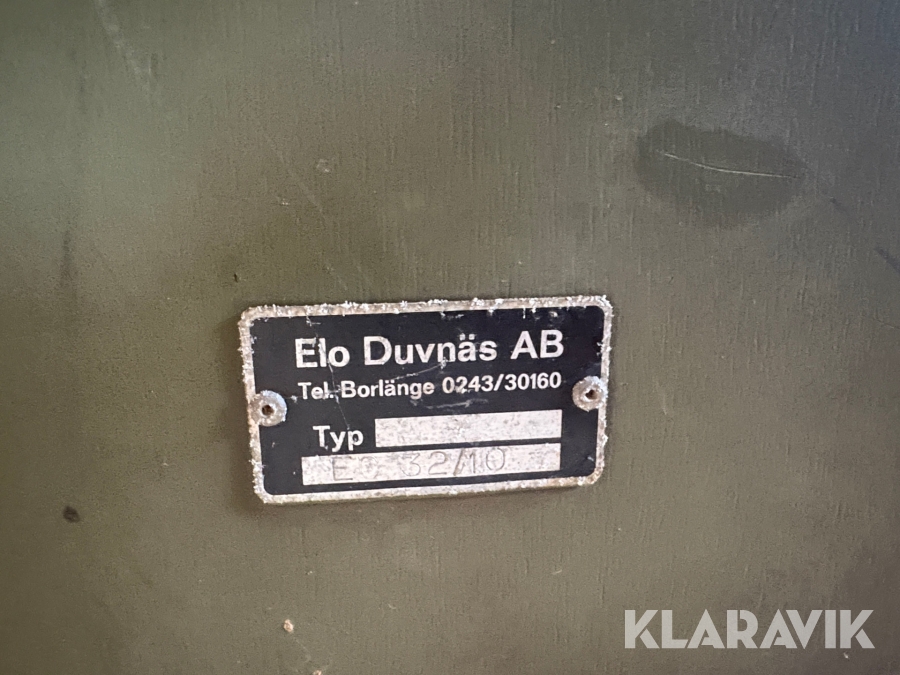 Elo Duvnäs AB
Tel. Borlänge 0243/30160
Typ
32/10
KLARAVIK